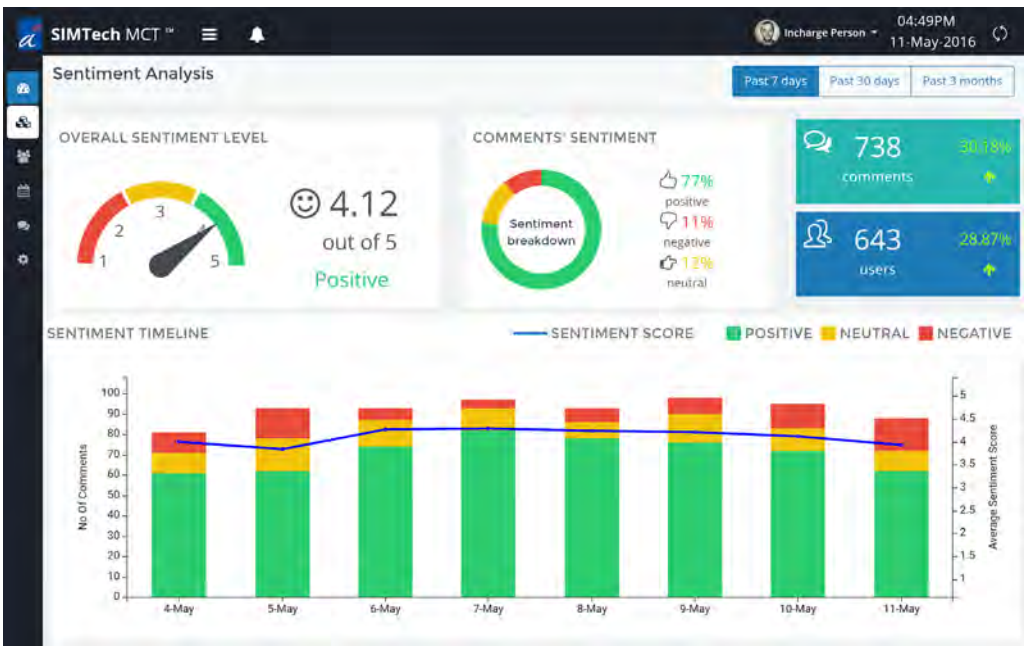 a
SIMTech MCT ™
Incharge Person
04:49PM
11-May-2016
Sentiment Analysis
Past 7 days
Past 30 days
Past 3 months
OVERALL SENTIMENT LEVEL
1
2
3
4
5
4.12
out of 5
Positive
COMMENTS' SENTIMENT
Sentiment
breakdown
77%
positive
11%
negative
12%
neutral
738
comments
30.18%
643
users
28.87%
SENTIMENT TIMELINE
SENTIMENT SCORE
POSITIVE
NEUTRAL
NEGATIVE
No Of Comments
100
90
80
70
60
50
40
30
20
10
0
4-May
5-May
6-May
7-May
8-May
9-May
10-May
11-May
5
4.5
4
3.5
3
2.5
2
1.5
1
Average Sentiment Score